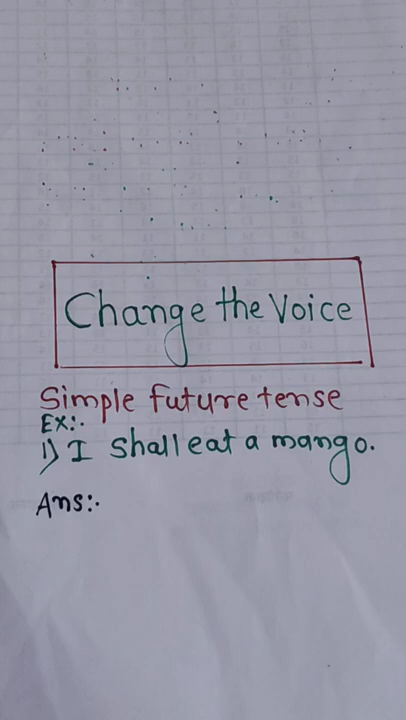 Change the Voice
Simple future tense
Ex:.
1) I shall eat a mango.
Ans:.